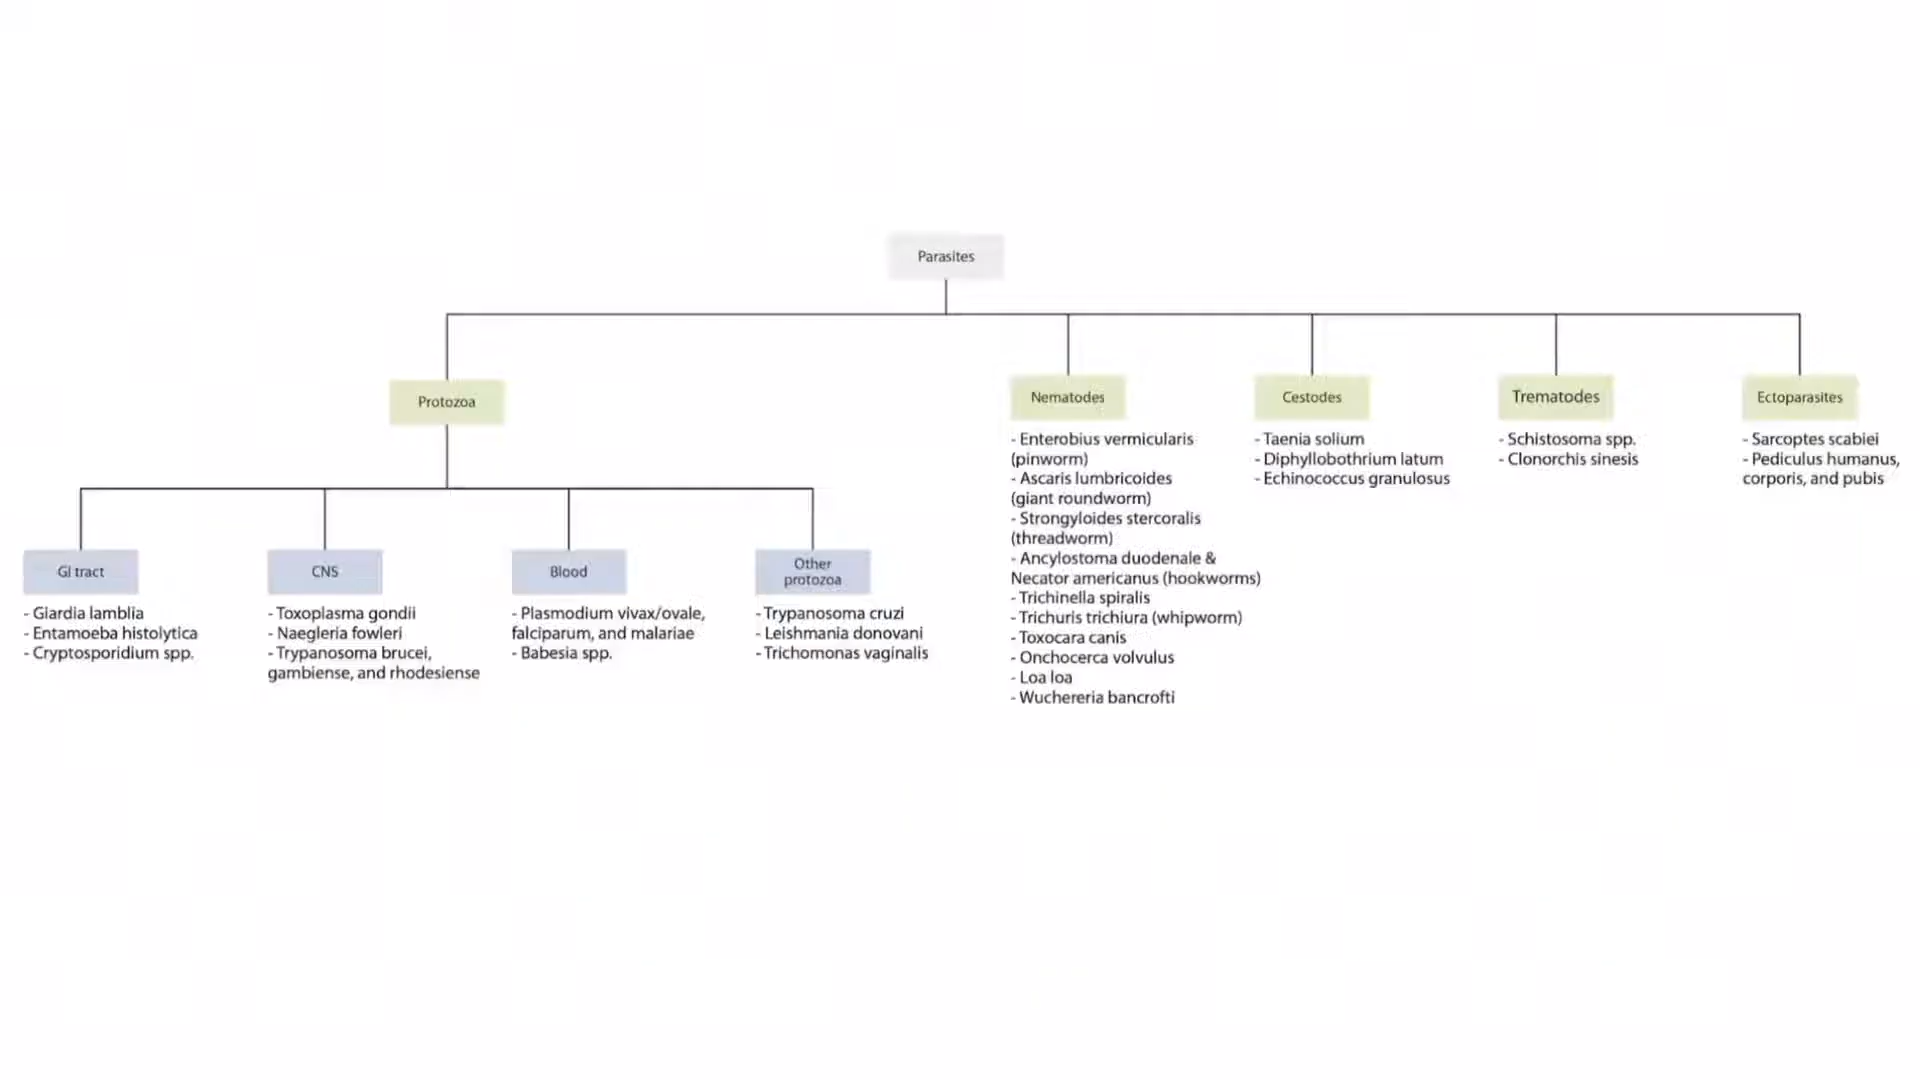 Parasites
Protozoa
GI tract
- Giardia lamblia
- Entamoeba histolytica
- Cryptosporidium spp.
CNS
- Toxoplasma gondii
- Naegleria fowleri
- Trypanosoma brucei,
gambiense, and rhodesiense
Blood
- Plasmodium vivax/ovale,
falciparum, and malariae
- Babesia spp.
Other
protozoa
- Trypanosoma cruzi
- Leishmania donovani
- Trichomonas vaginalis
Nematodes
- Enterobius vermicularis
(pinworm)
- Ascaris lumbricoides
(giant roundworm)
- Strongyloides stercoralis
(threadworm)
- Ancylostoma duodenale &
Necator americanus (hookworms)
- Trichinella spiralis
- Trichuris trichiura (whipworm)
- Toxocara canis
- Onchocerca volvulus
- Loa loa
- Wuchereria bancrofti
Cestodes
- Taenia solium
- Diphyllobothrium latum
- Echinococcus granulosus
Trematodes
- Schistosoma spp.
- Clonorchis sinesis
Ectoparasites
- Sarcoptes scabiei
- Pediculus humanus,
corporis, and pubis